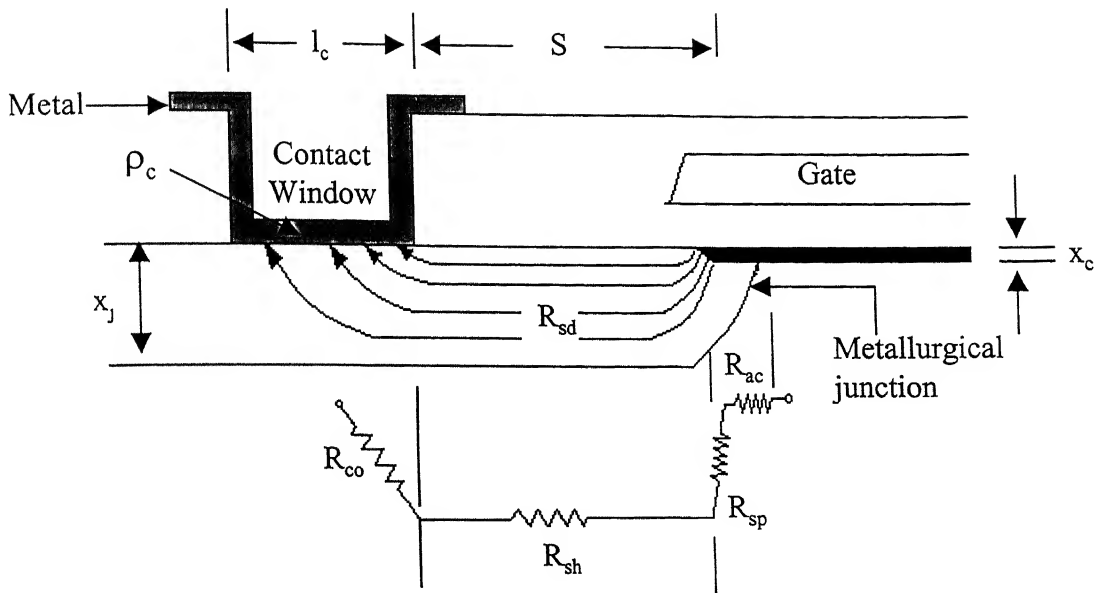 l_c
S
Metal
ρ_c
Contact
Window
Gate
x_c
x_J
R_sd
Metallurgical
junction
R_ac
R_co
R_sp
R_sh